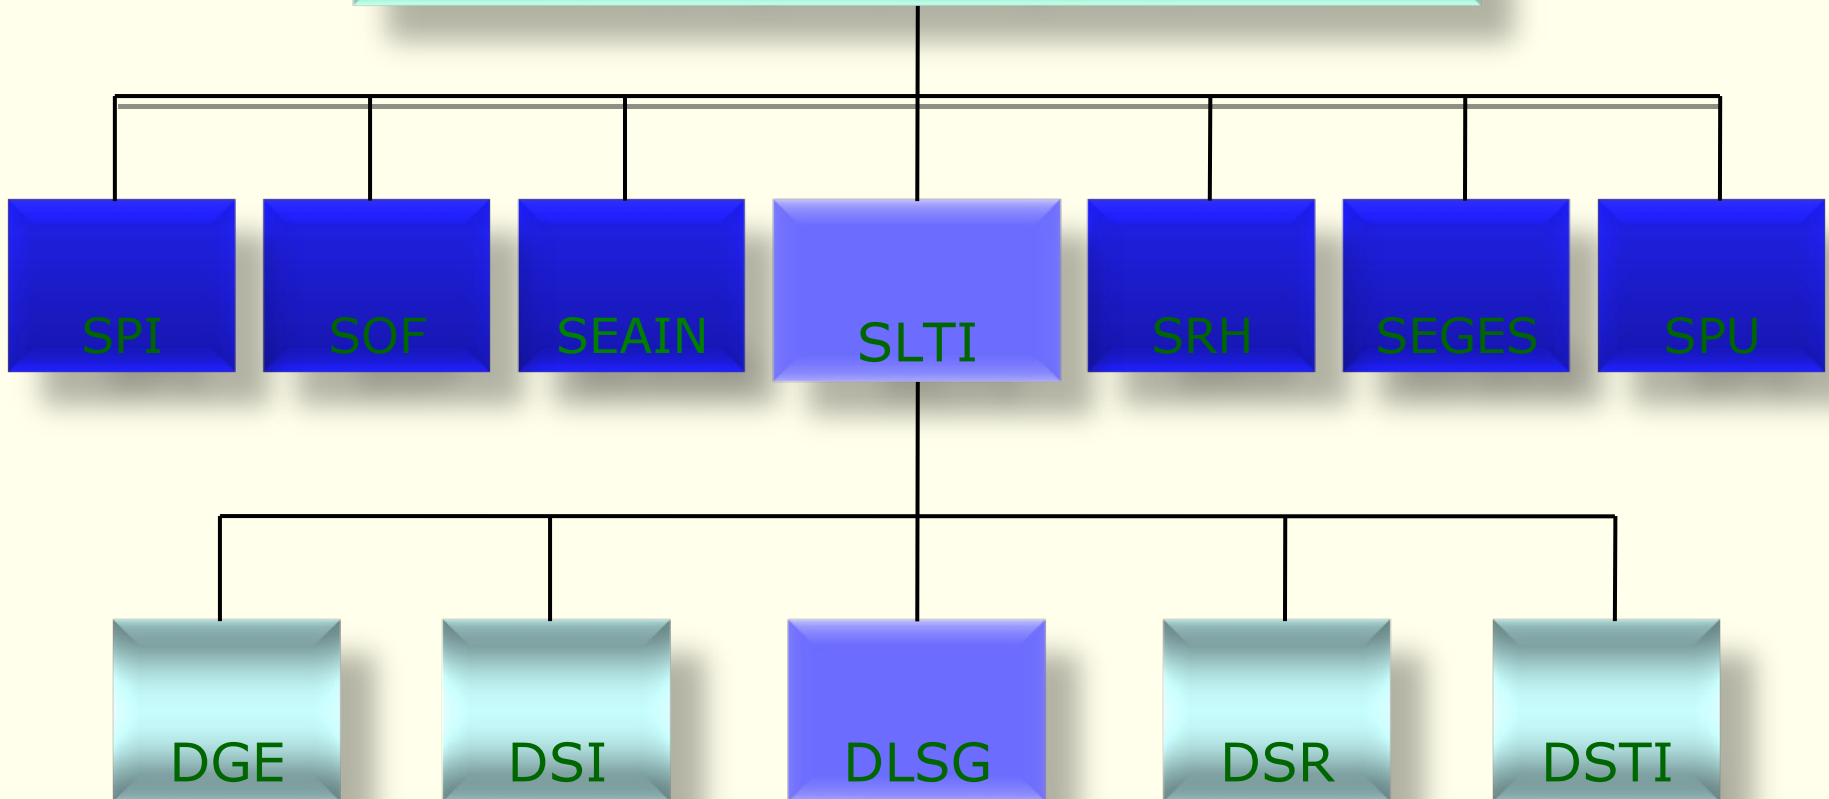 SPI
SOF
SEAIN
SLTI
SRH
SEGES
SPU
DGE
DSI
DLSG
DSR
DSTI